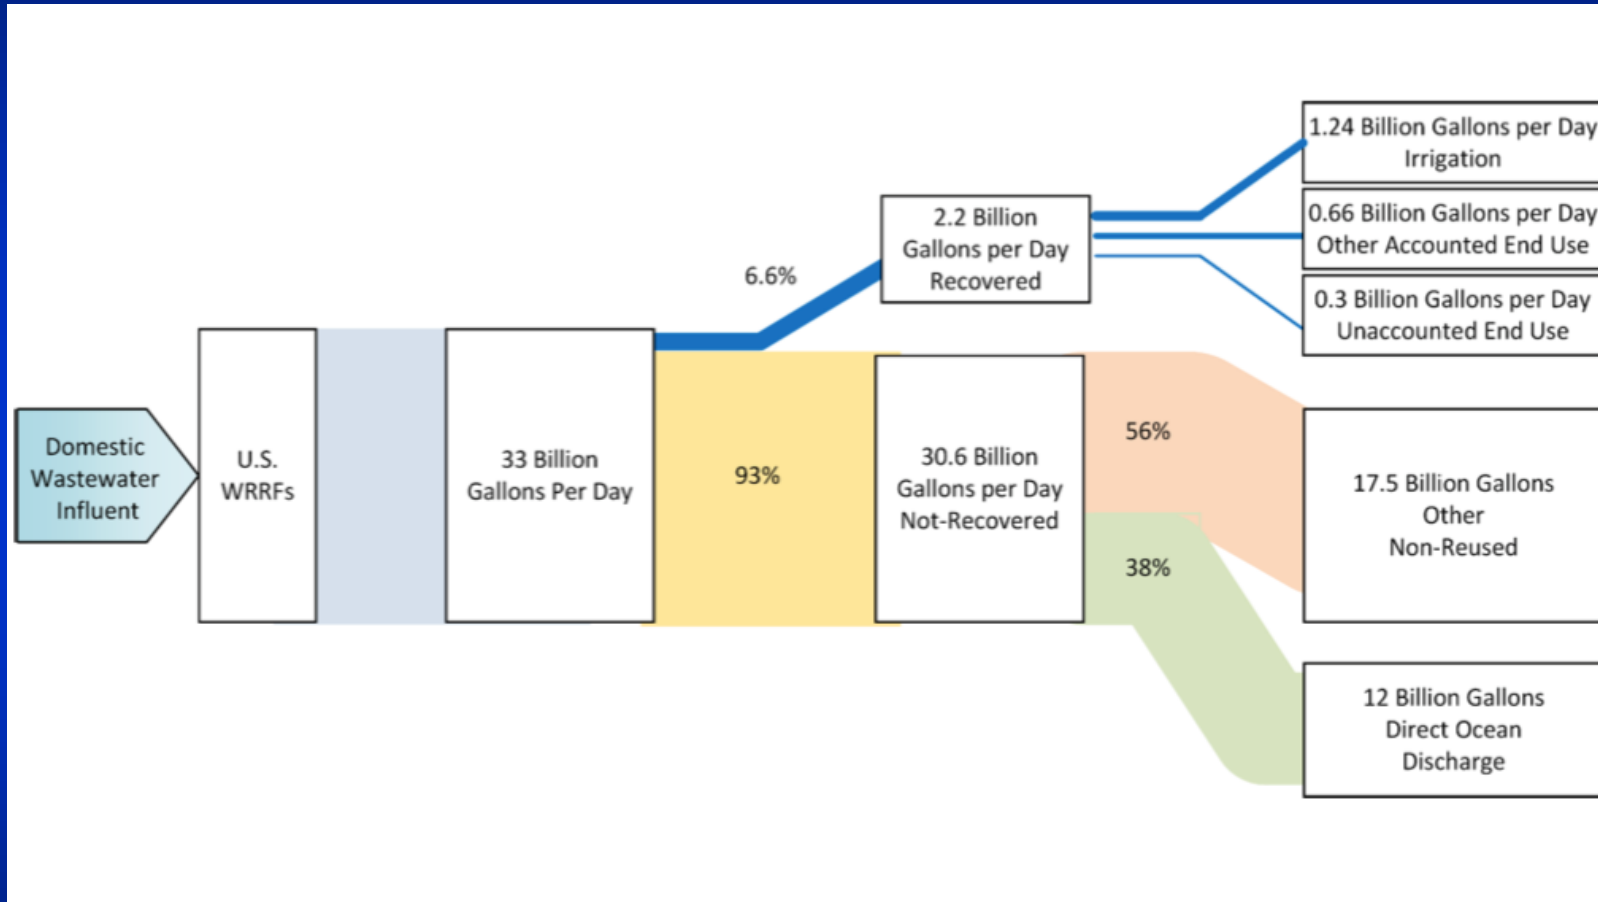 Domestic
Wastewater
Influent
U.S.
WRRFs
33 Billion
Gallons Per Day
6.6%
93%
2.2 Billion
Gallons per Day
Recovered
30.6 Billion
Gallons per Day
Not-Recovered
56%
38%
1.24 Billion Gallons per Day
Irrigation
0.66 Billion Gallons per Day
Other Accounted End Use
0.3 Billion Gallons per Day
Unaccounted End Use
17.5 Billion Gallons
Other
Non-Reused
12 Billion Gallons
Direct Ocean
Discharge